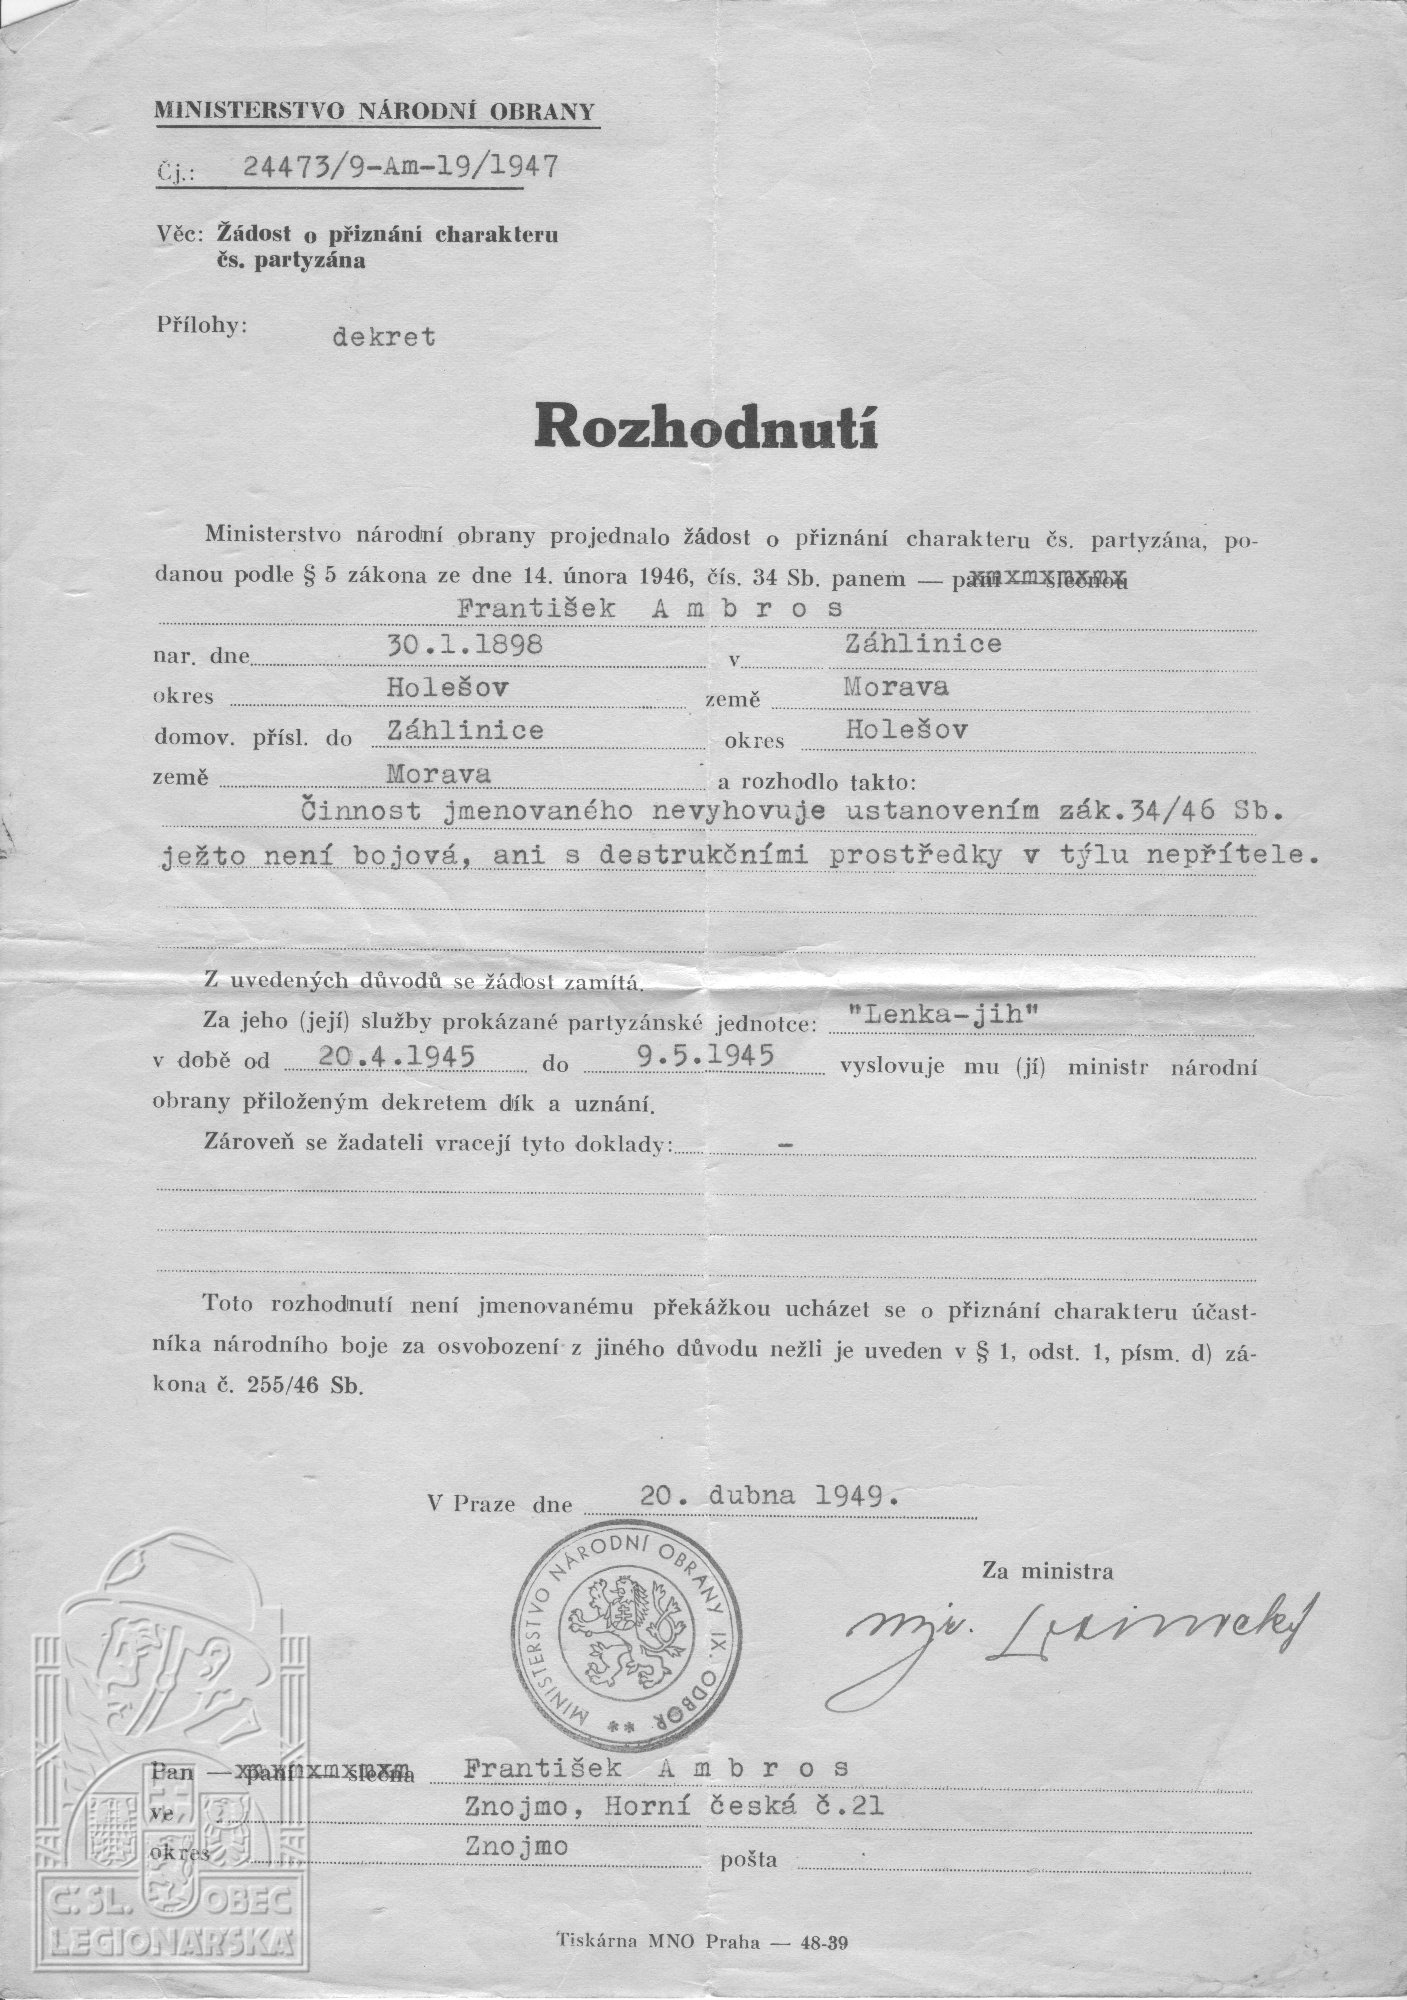 MINISTERSTVO NÁRODNÍ OBRANY
Čj.: 24473/9-Am-19/1947
Věc: Žádost o přiznání charakteru
čs. partyzána
Přílohy: dekret
Rozhodnutí
Ministerstvo národní obrany projednalo žádost o přiznání charakteru čs. partyzána, po-
danou podle § 5 zákona ze dne 14. února 1946, čís. 34 Sb. panem — paní — slečnou
František Ambros
nar. dne 30.1.1898 v Záhlinice
okres Holešov země Morava
domov. přísl. do Záhlinice okres Holešov
země Morava a rozhodlo takto:
Činnost jmenovaného nevyhovuje ustanovením zák.34/46 Sb.
ježto není bojová, ani s destrukčními prostředky v týlu nepřítele.
Z uvedených důvodů se žádost zamítá.
Za jeho (její) služby prokázané partyzánské jednotce: "Lenka-jih"
v době od 20.4.1945 do 9.5.1945 vyslovuje mu (jí) ministr národní
obrany přiloženým dekretem dík a uznání.
Zároveň se žadateli vracejí tyto doklady: -
Toto rozhodnutí není jmenovanému překážkou ucházet se o přiznání charakteru účast-
níka národního boje za osvobození z jiného důvodu nežli je uveden v § 1, odst. 1, písm. d) zá-
kona č. 255/46 Sb.
V Praze dne 20. dubna 1949.
MINISTERSTVO NÁRODNÍ OBRANY IX. ODBOR **
Za ministra
mjr.
Pan — paní — slečna František Ambros
ve Znojmo, Horní česká č.21
okres Znojmo pošta
Č.SL. OBEC
LEGIONÁŘSKÁ
Tiskárna MNO Praha — 48-39